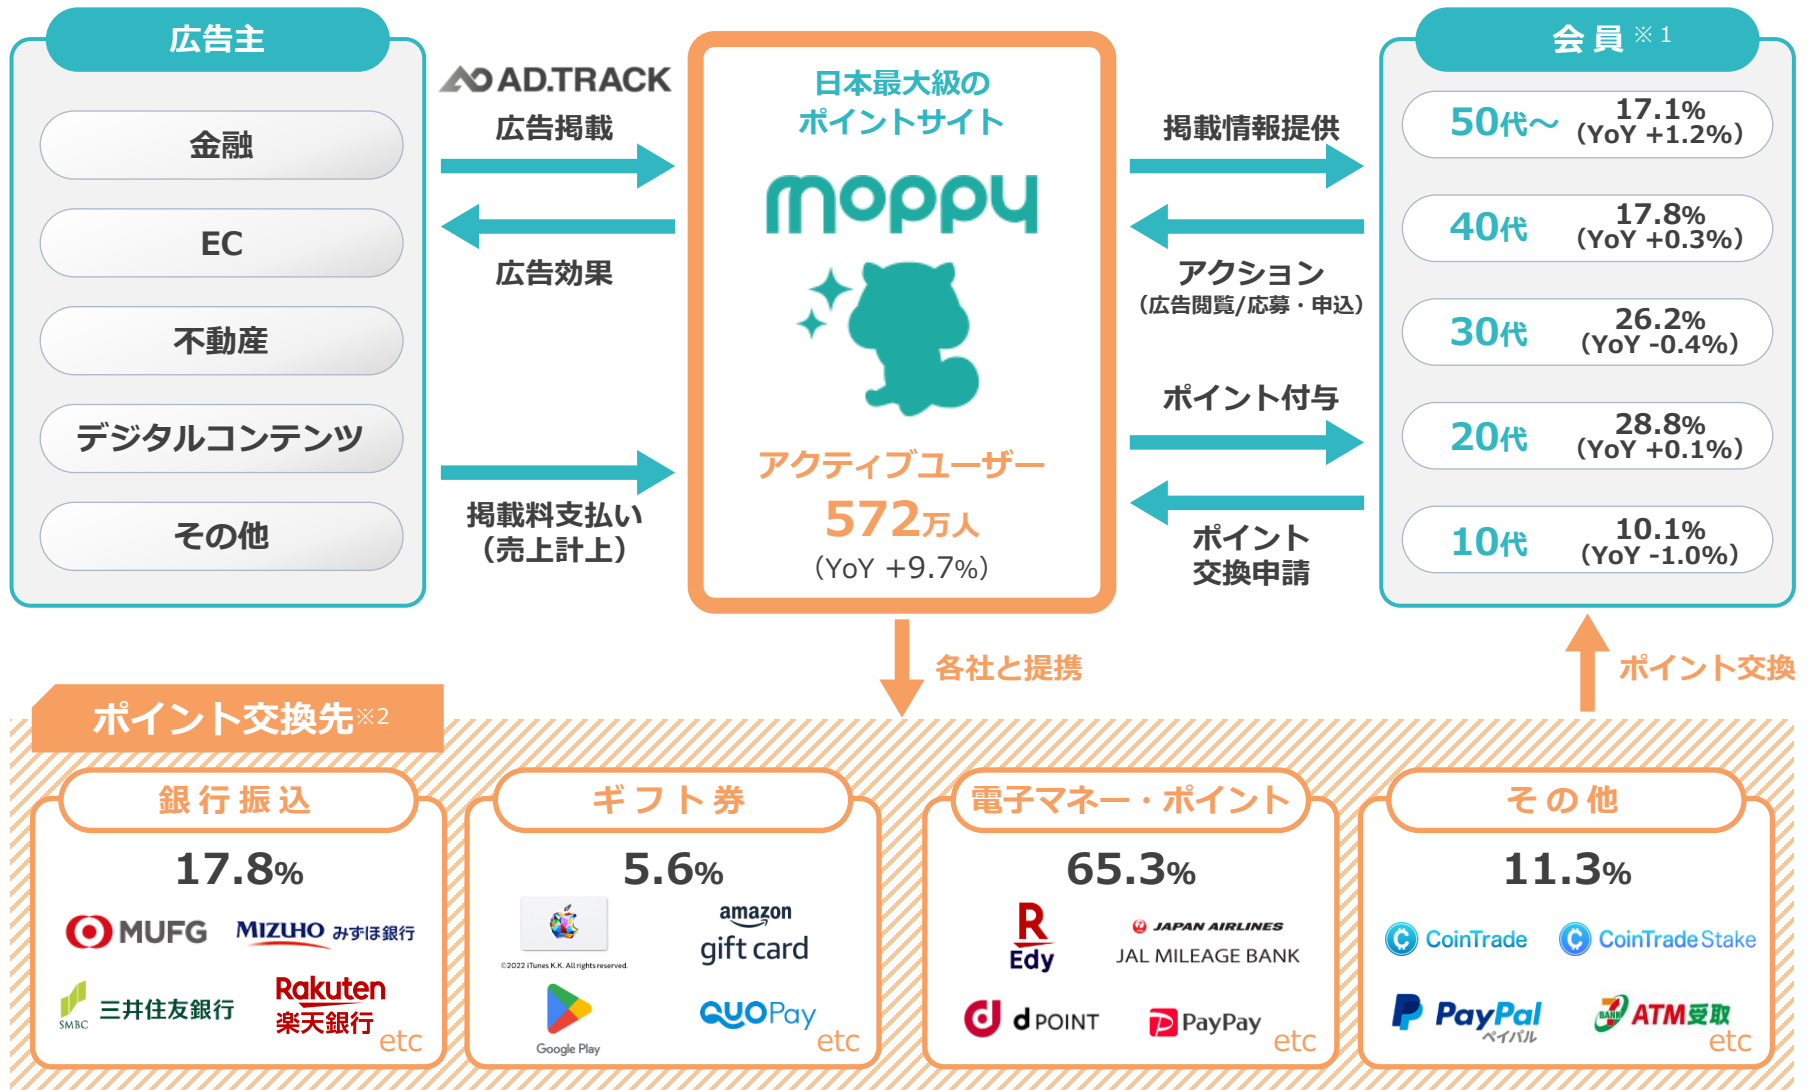 広告主
金融
EC
不動産
デジタルコンテンツ
その他
AD.TRACK
広告掲載
広告効果
掲載料支払い
（売上計上）
日本最大級の
ポイントサイト
moppy
アクティブユーザー
572万人
（YoY +9.7%）
掲載情報提供
アクション
（広告閲覧/応募・申込）
ポイント付与
ポイント
交換申請
会員※1
50代～ 17.1%
（YoY +1.2%）
40代 17.8%
（YoY +0.3%）
30代 26.2%
（YoY -0.4%）
20代 28.8%
（YoY +0.1%）
10代 10.1%
（YoY -1.0%）
各社と提携
ポイント交換
ポイント交換先※2
銀行振込
17.8%
MUFG
MIZUHO みずほ銀行
SMBC 三井住友銀行
Rakuten
楽天銀行
etc
ギフト券
5.6%
©2022 iTunes K.K. All rights reserved.
amazon
gift card
Google Play
QUO Pay
etc
電子マネー・ポイント
65.3%
R
Edy
JAPAN AIRLINES
JAL MILEAGE BANK
d POINT
PayPay
etc
その他
11.3%
CoinTrade
CoinTrade Stake
PayPal
ペイパル
7 BANK ATM受取
etc